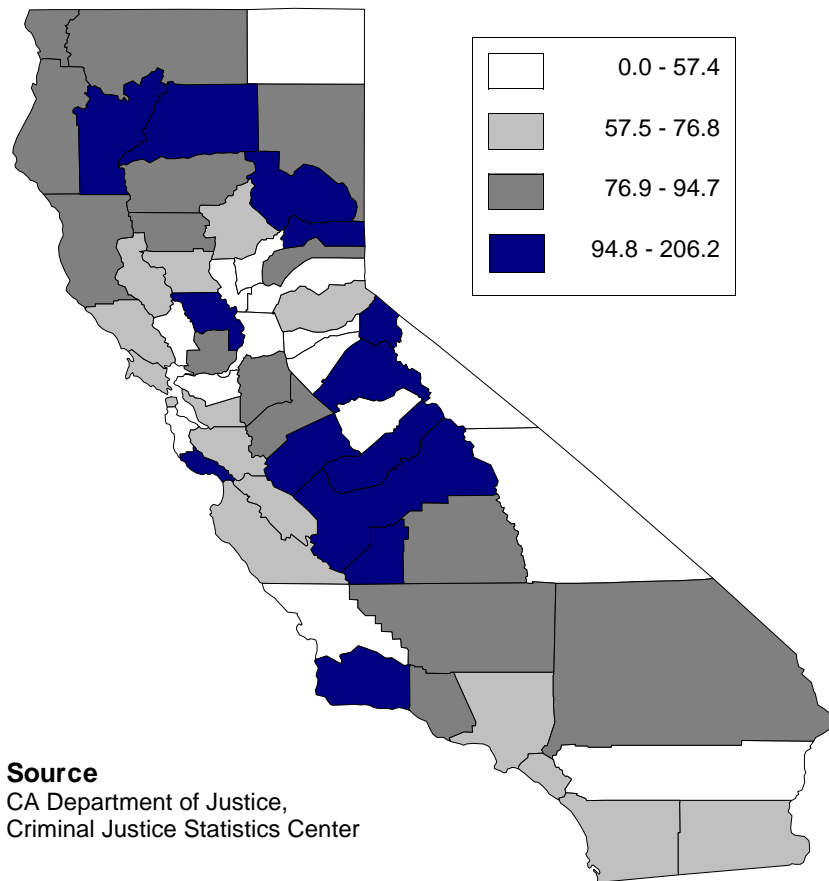 0.0 - 57.4
57.5 - 76.8
76.9 - 94.7
94.8 - 206.2
Source
CA Department of Justice,
Criminal Justice Statistics Center